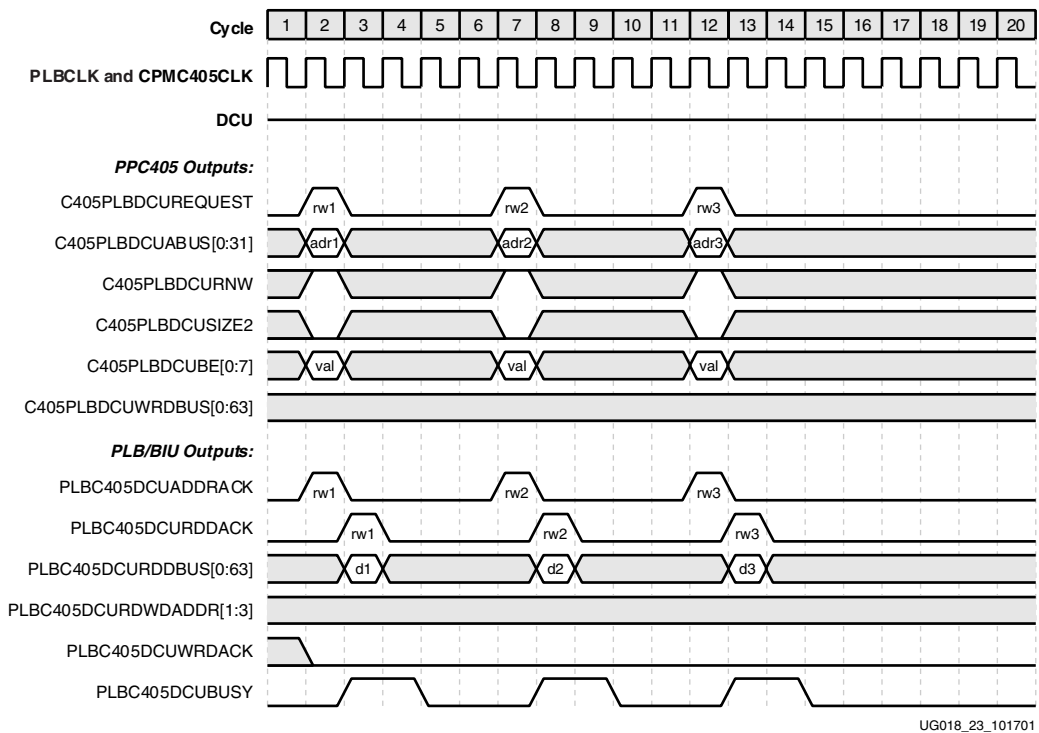 Cycle 1 2 3 4 5 6 7 8 9 10 11 12 13 14 15 16 17 18 19 20
PLBCLK and CPMC405CLK
DCU
PPC405 Outputs:
C405PLBDCUREQUEST rw1 rw2 rw3
C405PLBDCUABUS[0:31] adr1 adr2 adr3
C405PLBDCURNW
C405PLBDCUSIZE2
C405PLBDCUBE[0:7] val val val
C405PLBDCUWRDBUS[0:63]
PLB/BIU Outputs:
PLBC405DCUADDRACK rw1 rw2 rw3
PLBC405DCURDDACK rw1 rw2 rw3
PLBC405DCURDDBUS[0:63] d1 d2 d3
PLBC405DCURDWDADDR[1:3]
PLBC405DCUWRDACK
PLBC405DCUBUSY
UG018_23_101701